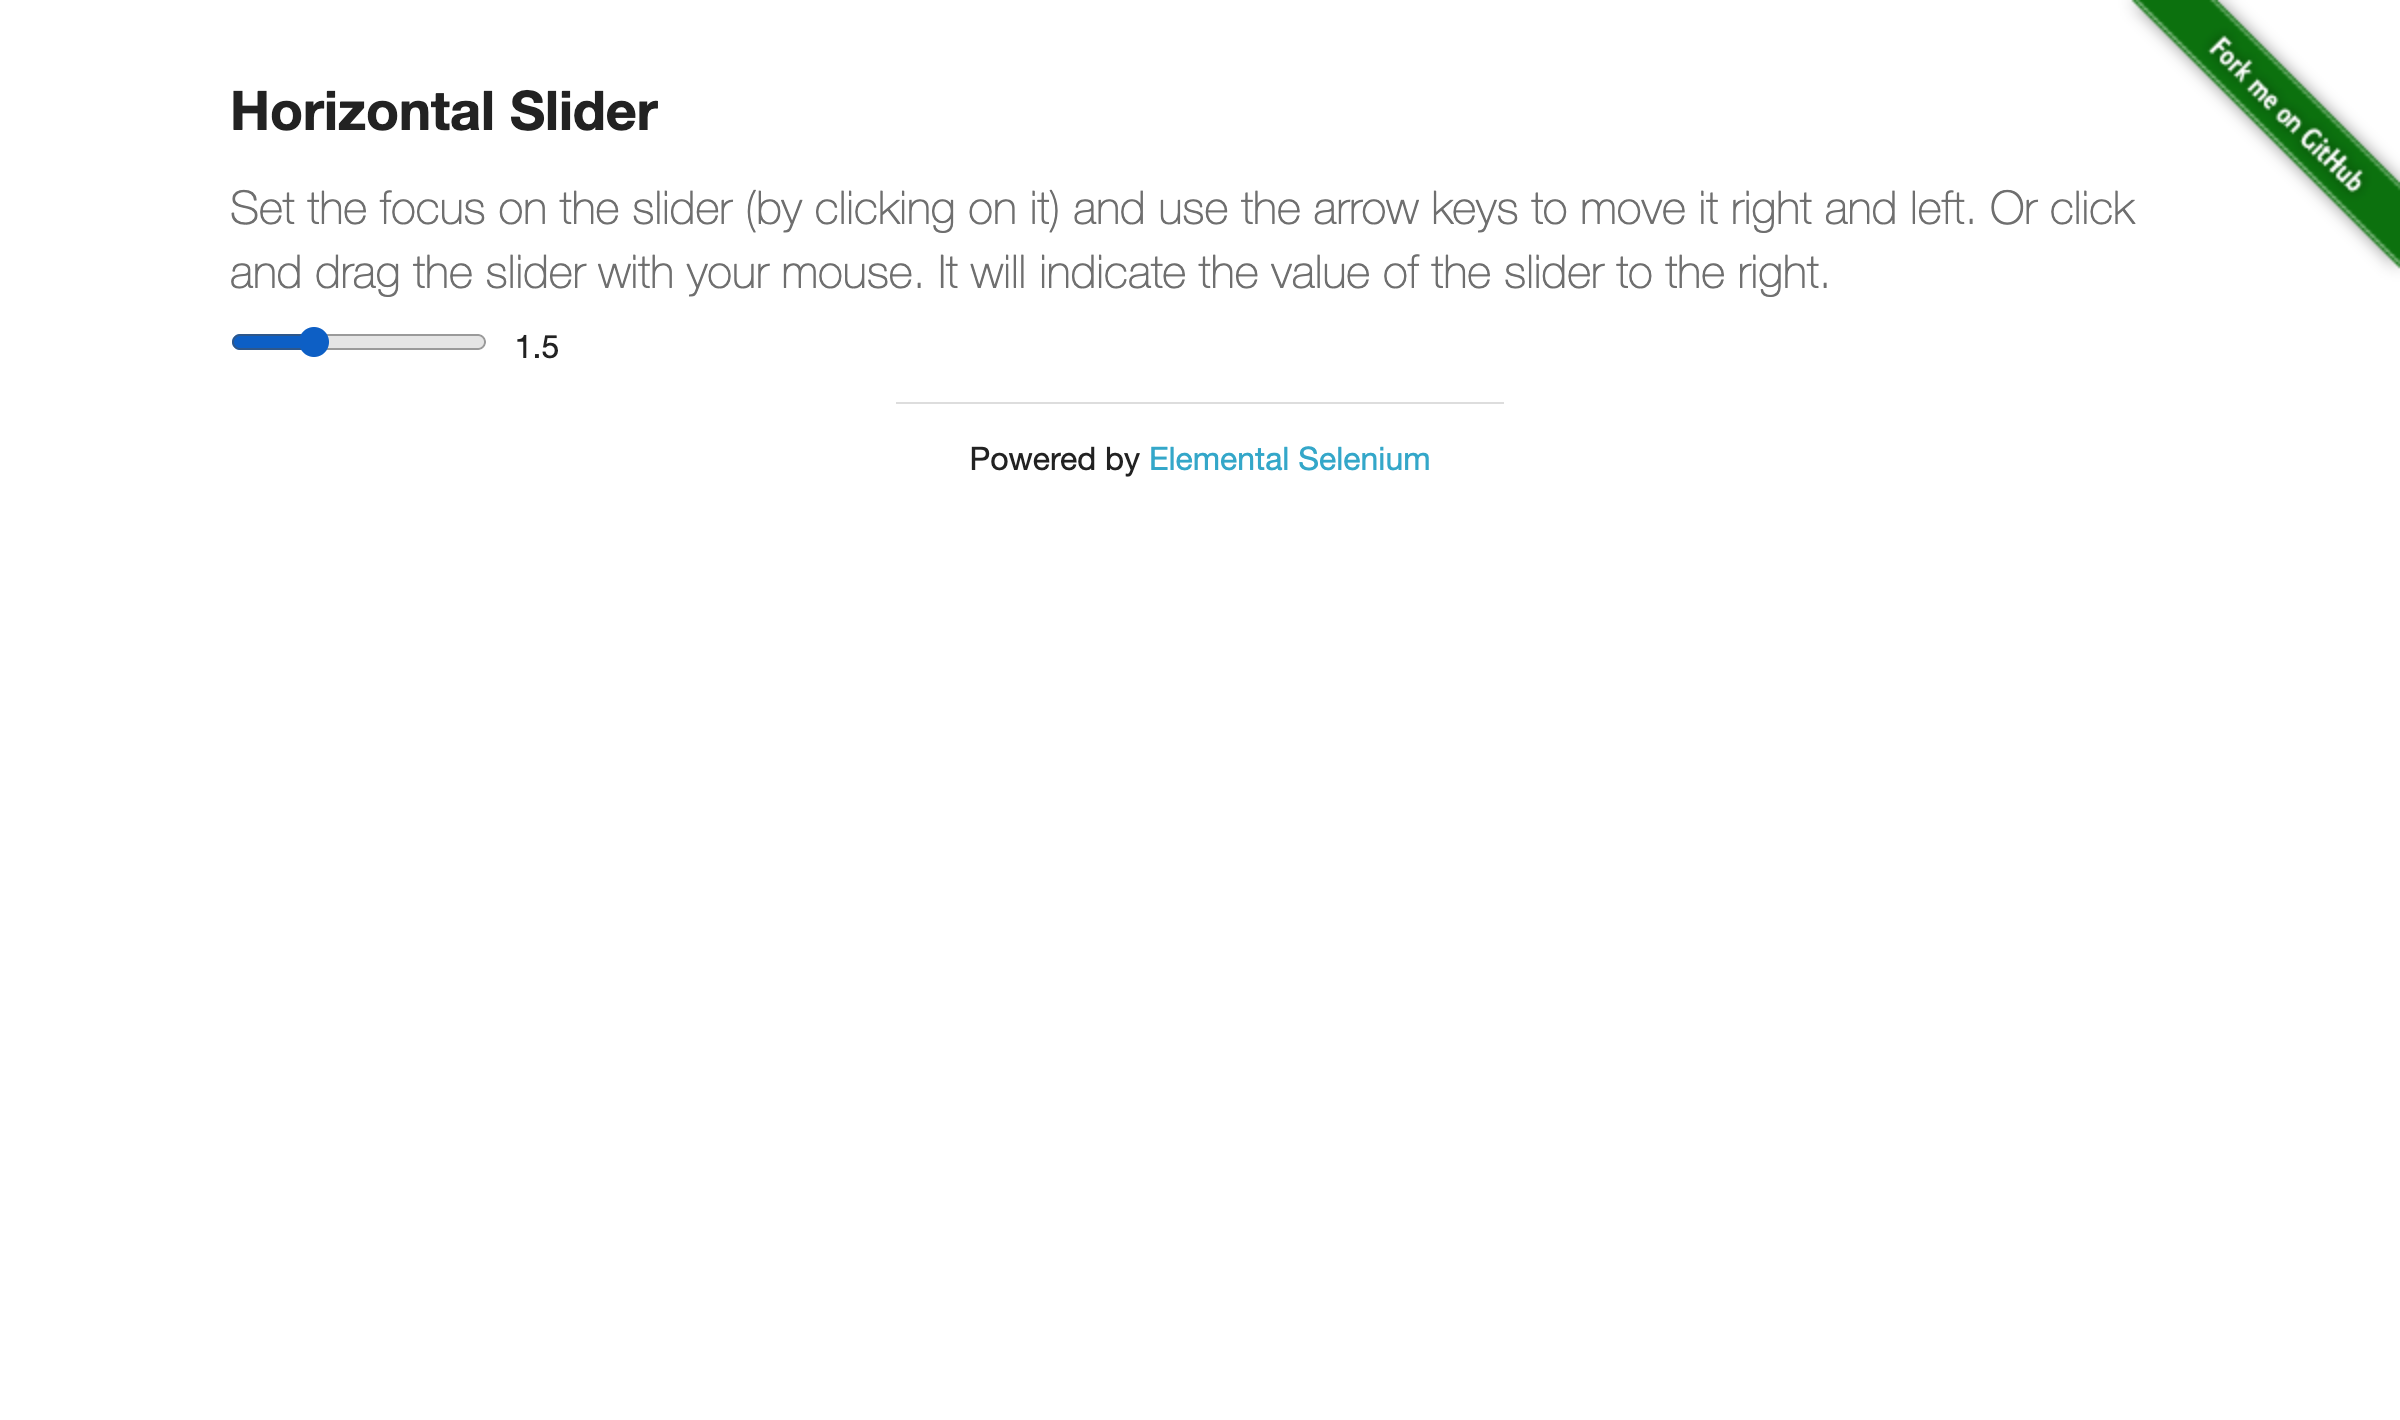 Fork me on GitHub
Horizontal Slider
Set the focus on the slider (by clicking on it) and use the arrow keys to move it right and left. Or click
and drag the slider with your mouse. It will indicate the value of the slider to the right.
1.5
Powered by Elemental Selenium